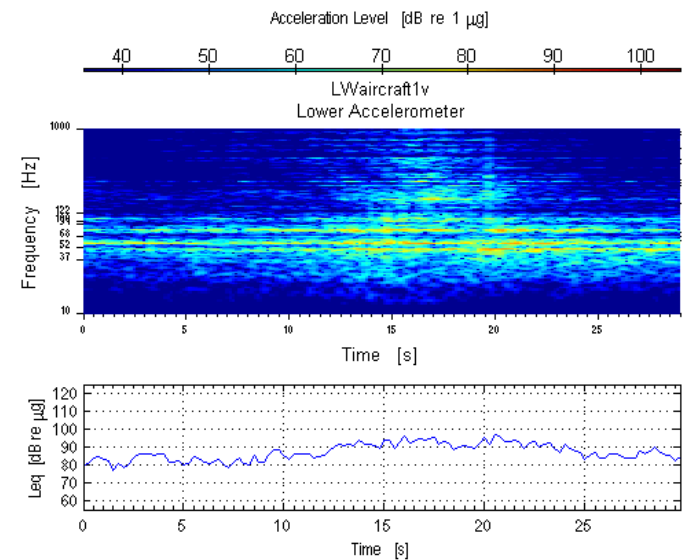 Acceleration Level [dB re 1 µg]
40 50 60 70 80 90 100
LWaircraft1v
Lower Accelerometer
1000
68
52
37
10
Frequency [Hz]
0 5 10 15 20 25
Time [s]
120
110
100
90
80
70
60
Leq [dB re µg]
0 5 10 15 20 25
Time [s]